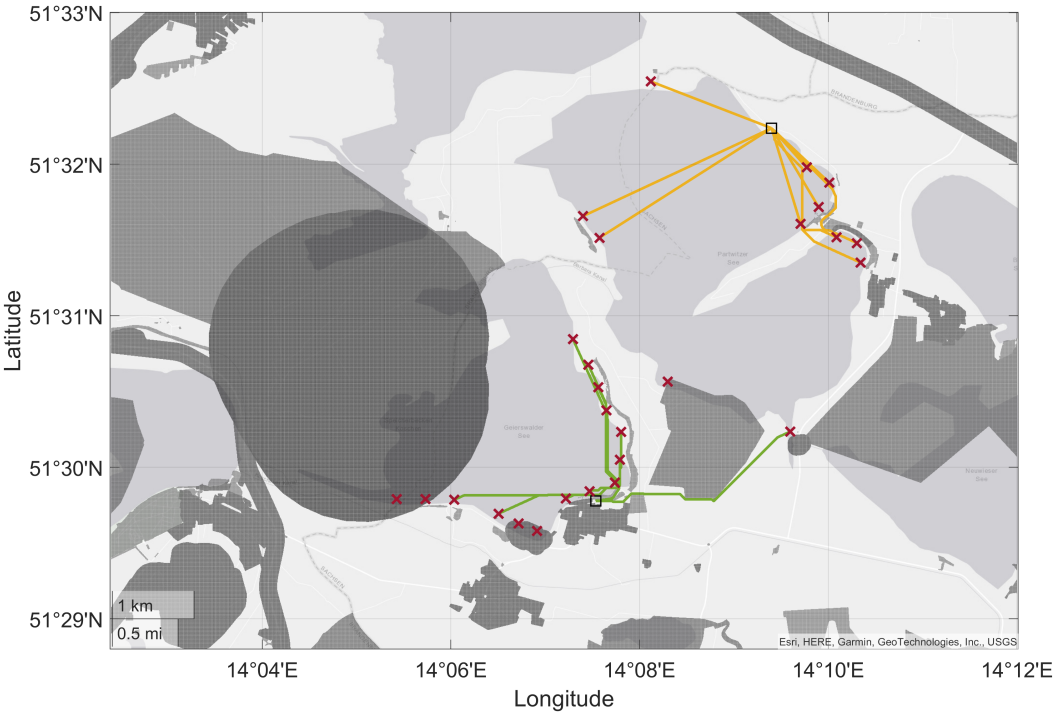 51°33'N
51°32'N
51°31'N
51°30'N
51°29'N
Latitude
BRANDENBURG
SACHSEN
Partwitzer
See
Geierswalder
See
Neuwieser
See
SACHSEN
1 km
0.5 mi
Esri, HERE, Garmin, GeoTechnologies, Inc., USGS
14°04'E
14°06'E
14°08'E
14°10'E
14°12'E
Longitude